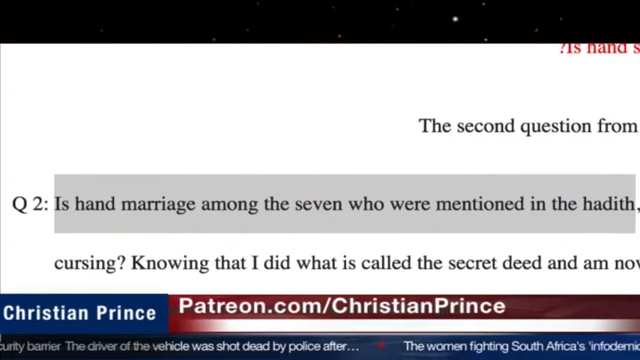 ?Is hand s
The second question from
Q 2: Is hand marriage among the seven who were mentioned in the hadith,
cursing? Knowing that I did what is called the secret deed and am nov
Christian Prince
Patreon.com/ChristianPrince
curity barrier The driver of the vehicle was shot dead by police after… The women fighting South Africa's 'infodemic